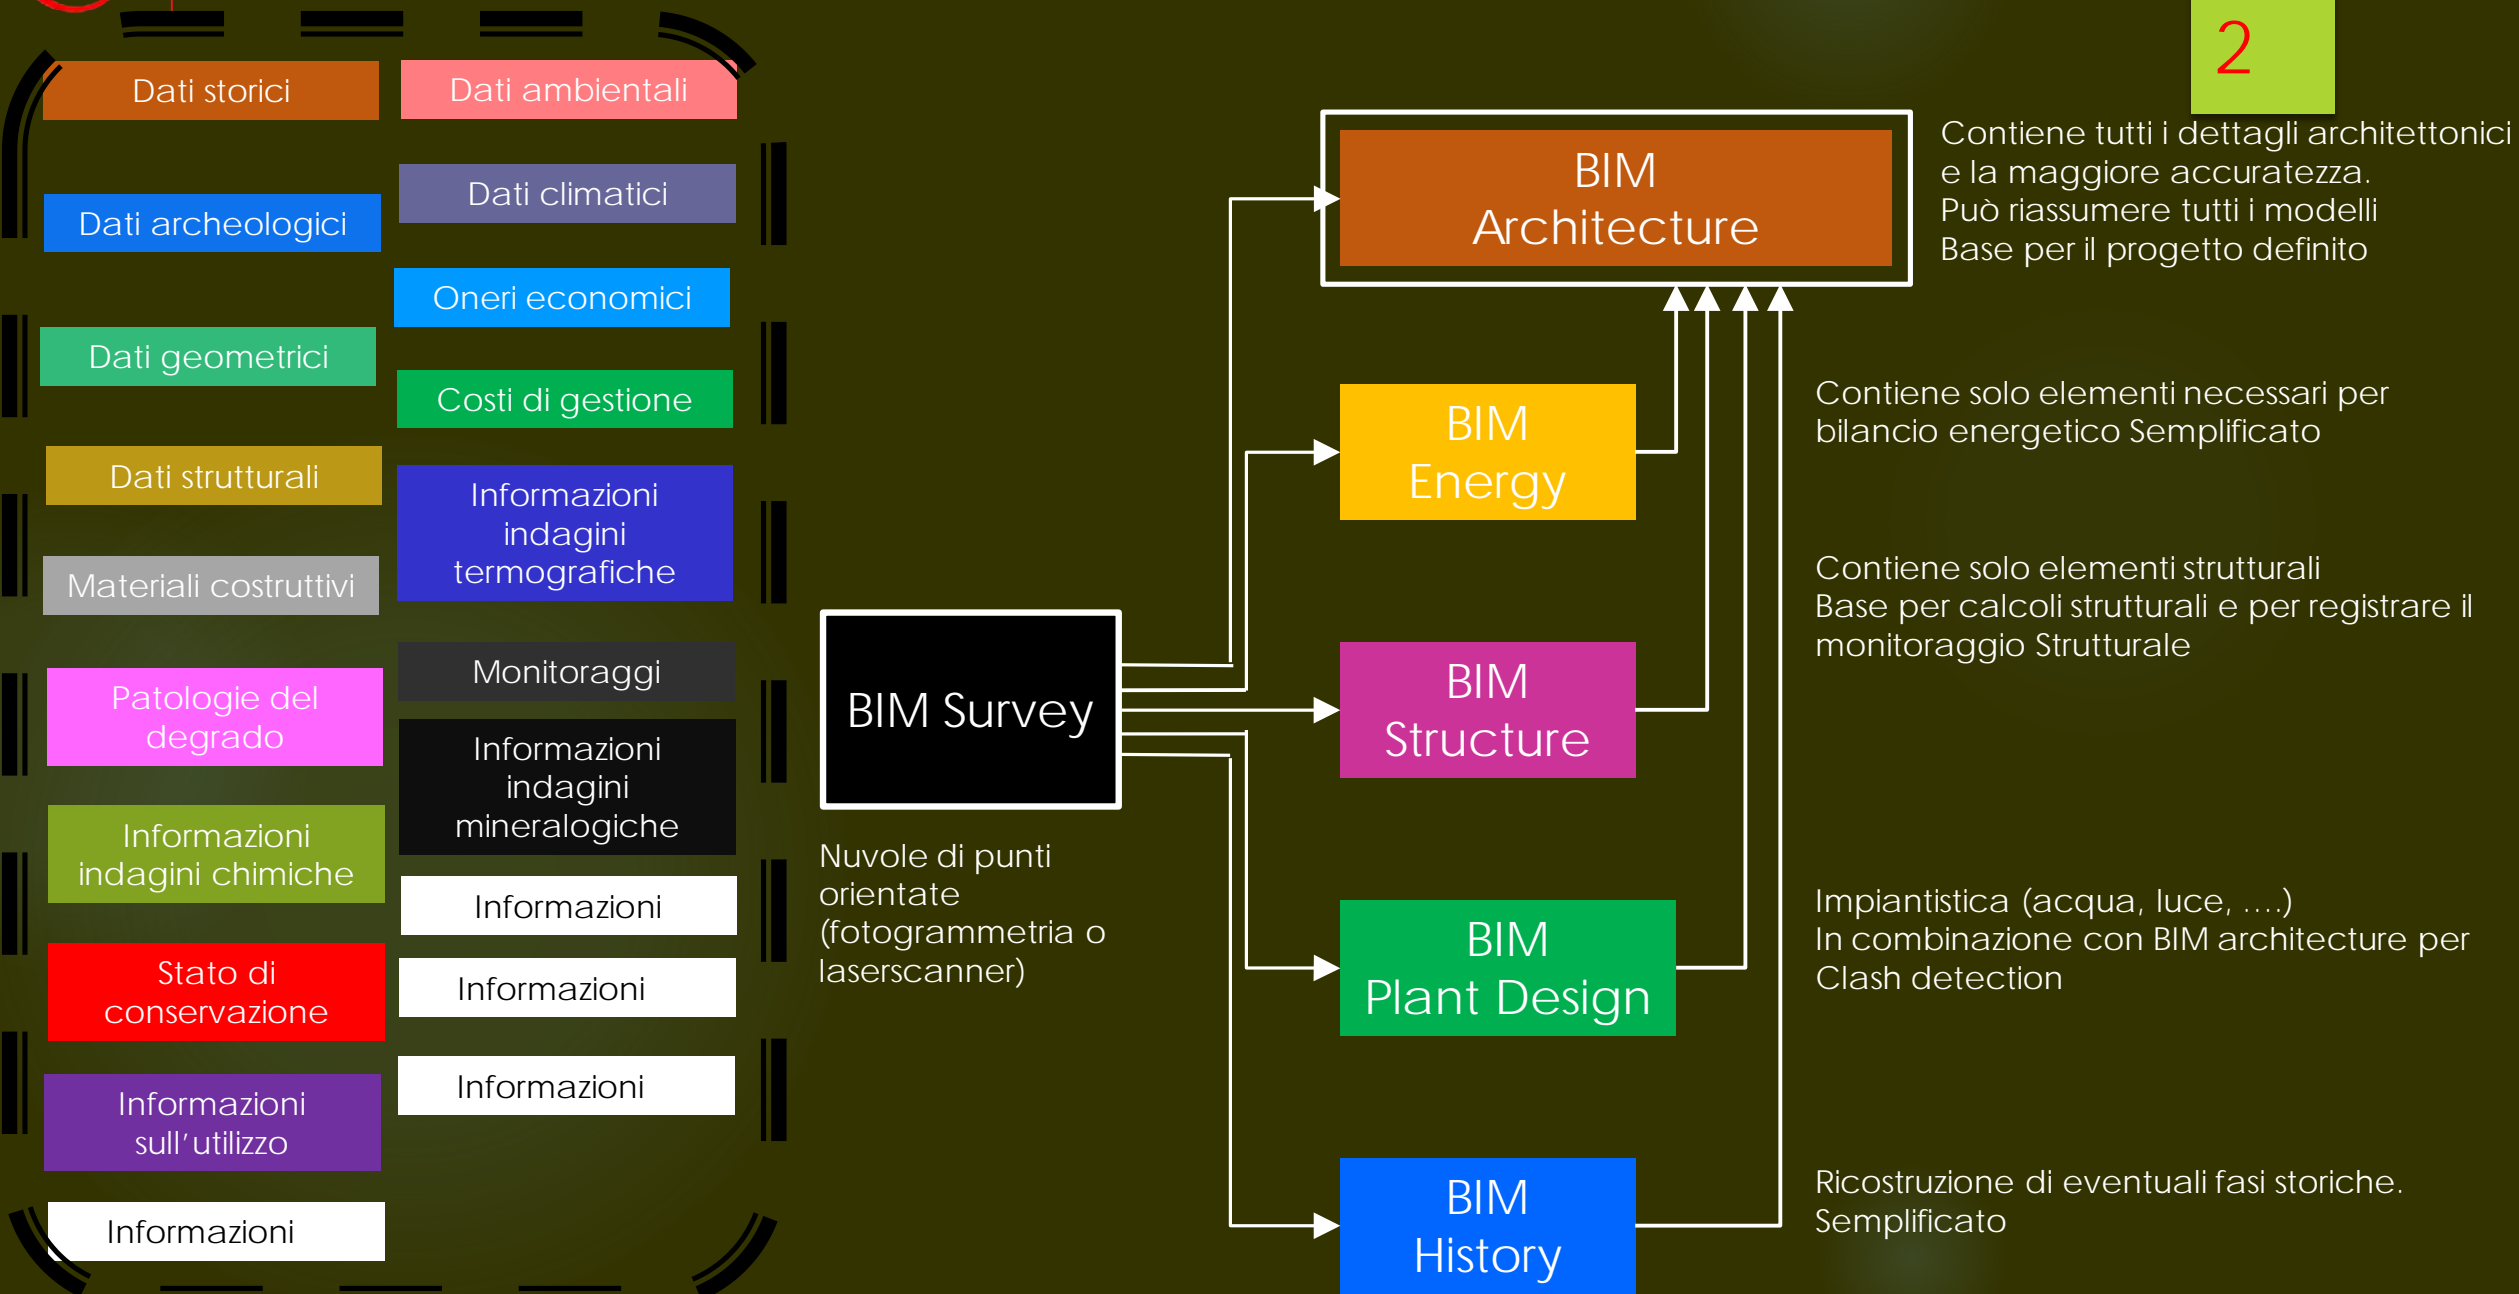 2
Dati storici
Dati archeologici
Dati geometrici
Dati strutturali
Materiali costruttivi
Patologie del
degrado
Informazioni
indagini chimiche
Stato di
conservazione
Informazioni
sull’utilizzo
Informazioni
Dati ambientali
Dati climatici
Oneri economici
Costi di gestione
Informazioni
indagini
termografiche
Monitoraggi
Informazioni
indagini
mineralogiche
Informazioni
Informazioni
Informazioni
BIM Survey
Nuvole di punti
orientate
(fotogrammetria o
laserscanner)
BIM
Architecture
Contiene tutti i dettagli architettonici
e la maggiore accuratezza.
Può riassumere tutti i modelli
Base per il progetto definito
BIM
Energy
Contiene solo elementi necessari per
bilancio energetico Semplificato
BIM
Structure
Contiene solo elementi strutturali
Base per calcoli strutturali e per registrare il
monitoraggio Strutturale
BIM
Plant Design
Impiantistica (acqua, luce, ....)
In combinazione con BIM architecture per
Clash detection
BIM
History
Ricostruzione di eventuali fasi storiche.
Semplificato